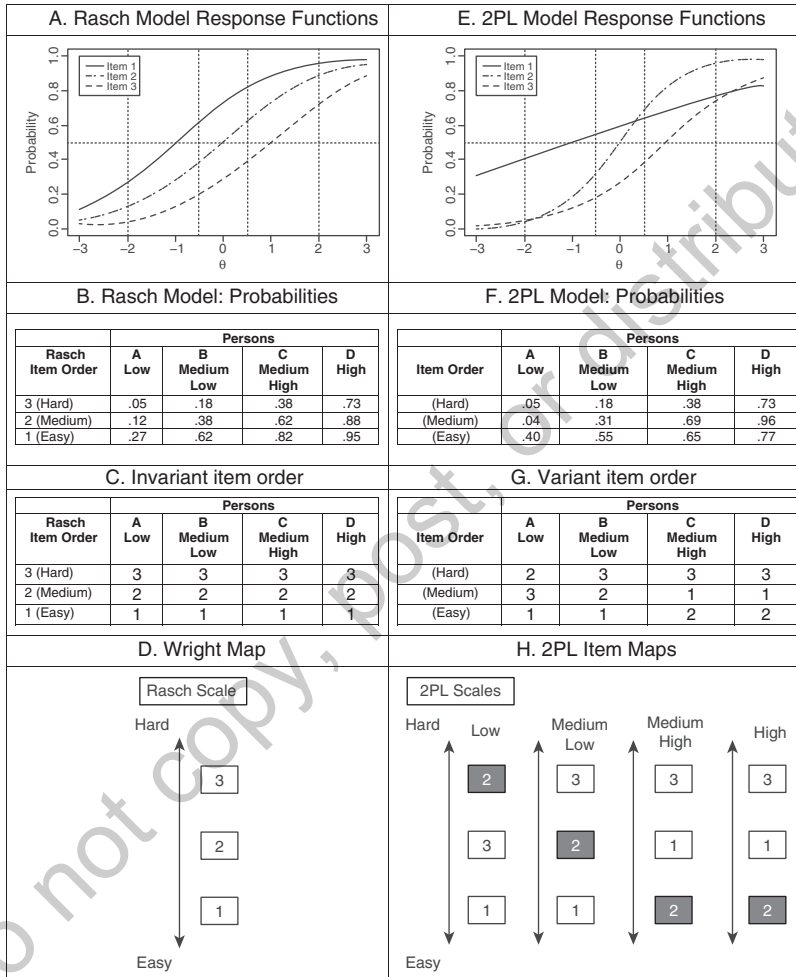 A. Rasch Model Response Functions
Probability
1.0
0.8
0.6
0.4
0.2
0.0
Item 1
Item 2
Item 3
−3 −2 −1 0 1 2 3
θ
B. Rasch Model: Probabilities
Persons
Rasch Item Order A Low B Medium Low C Medium High D High
3 (Hard) .05 .18 .38 .73
2 (Medium) .12 .38 .62 .88
1 (Easy) .27 .62 .82 .95
C. Invariant item order
Persons
Rasch Item Order A Low B Medium Low C Medium High D High
3 (Hard) 3 3 3 3
2 (Medium) 2 2 2 2
1 (Easy) 1 1 1 1
D. Wright Map
Rasch Scale
Hard
3
2
1
Easy
E. 2PL Model Response Functions
Probability
1.0
0.8
0.6
0.4
0.2
0.0
Item 1
Item 2
Item 3
−3 −2 −1 0 1 2 3
θ
F. 2PL Model: Probabilities
Persons
Item Order A Low B Medium Low C Medium High D High
(Hard) .05 .18 .38 .73
(Medium) .04 .31 .69 .96
(Easy) .40 .55 .65 .77
G. Variant item order
Persons
Item Order A Low B Medium Low C Medium High D High
(Hard) 2 3 3 3
(Medium) 3 2 1 1
(Easy) 1 1 2 2
H. 2PL Item Maps
2PL Scales
Hard Low Medium Low Medium High High
2 3 3 3
3 2 1 1
1 1 2 2
Easy
o not copy, post, or distribut